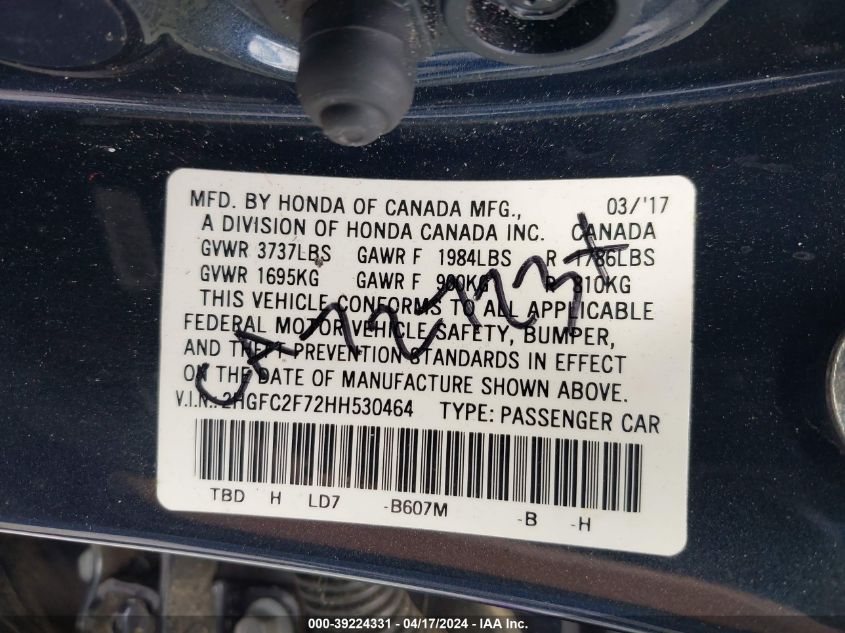 MFD. BY HONDA OF CANADA MFG., 03/'17
A DIVISION OF HONDA CANADA INC. CANADA
GVWR 3737LBS GAWR F 1984LBS R 1786LBS
GVWR 1695KG GAWR F 900KG R 810KG
THIS VEHICLE CONFORMS TO ALL APPLICABLE
FEDERAL MOTOR VEHICLE SAFETY, BUMPER,
AND THEFT PREVENTION STANDARDS IN EFFECT
ON THE DATE OF MANUFACTURE SHOWN ABOVE.
V.I.N.: 2HGFC2F72HH530464 TYPE: PASSENGER CAR
TBD H LD7 -B607M -B -H
000-39224331 - 04/17/2024 - IAA Inc.